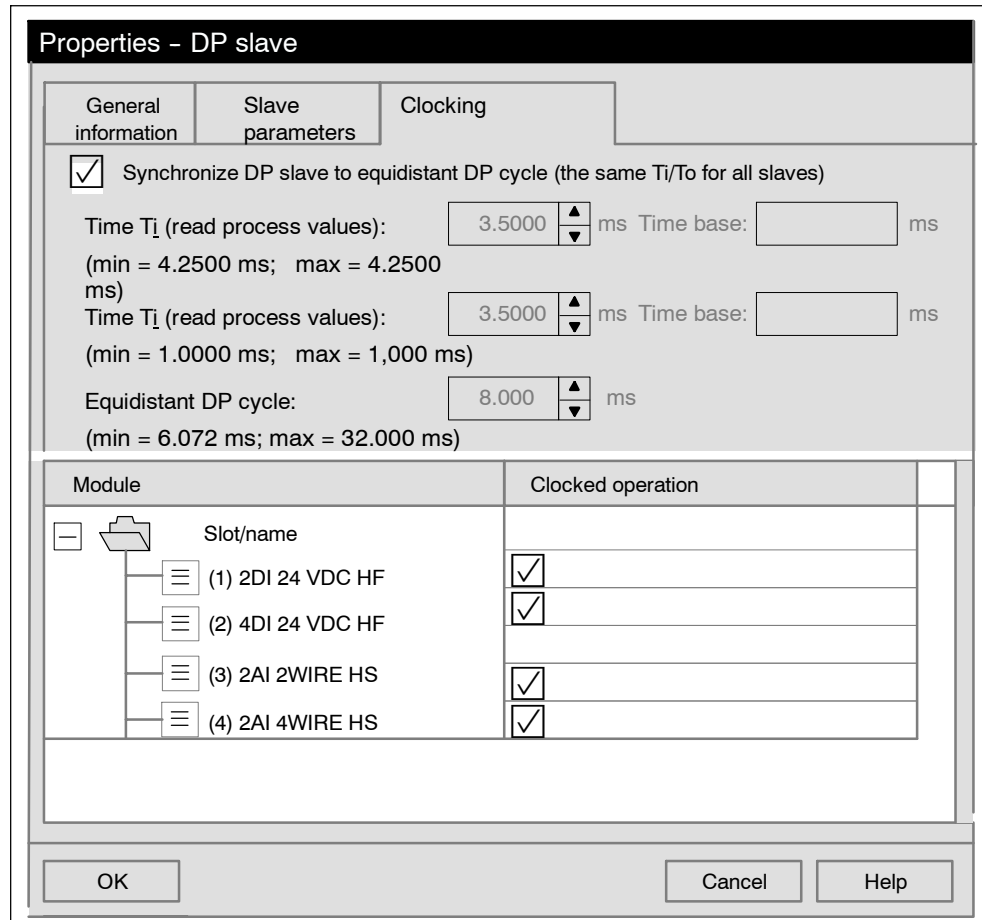 Properties – DP slave
General information
Slave parameters
Clocking
Synchronize DP slave to equidistant DP cycle (the same Ti/To for all slaves)
Time Ti (read process values): 3.5000 ms Time base: ms
(min = 4.2500 ms; max = 4.2500
ms)
Time Ti (read process values): 3.5000 ms Time base: ms
(min = 1.0000 ms; max = 1,000 ms)
Equidistant DP cycle: 8.000 ms
(min = 6.072 ms; max = 32.000 ms)
Module Clocked operation
Slot/name
(1) 2DI 24 VDC HF
(2) 4DI 24 VDC HF
(3) 2AI 2WIRE HS
(4) 2AI 4WIRE HS
OK Cancel Help